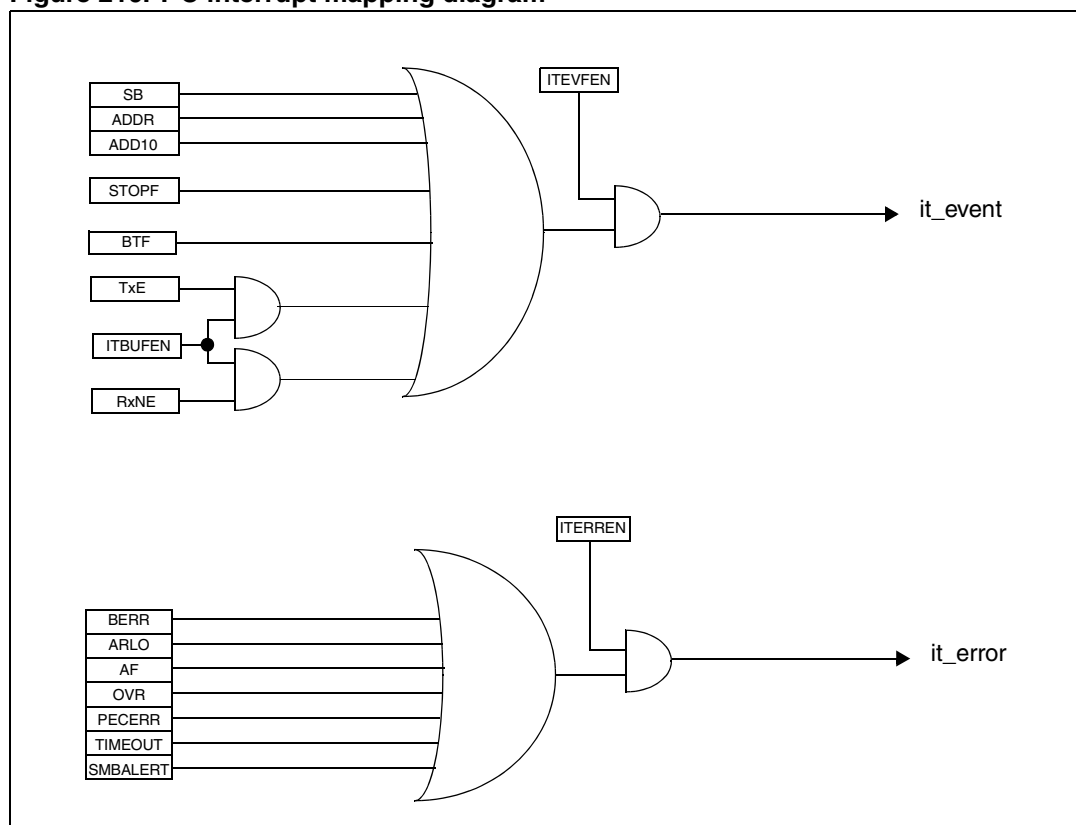 ITEVFEN
SB
ADDR
ADD10
STOPF
it_event
BTF
TxE
ITBUFEN
RxNE
ITERREN
BERR
ARLO
it_error
AF
OVR
PECERR
TIMEOUT
SMBALERT